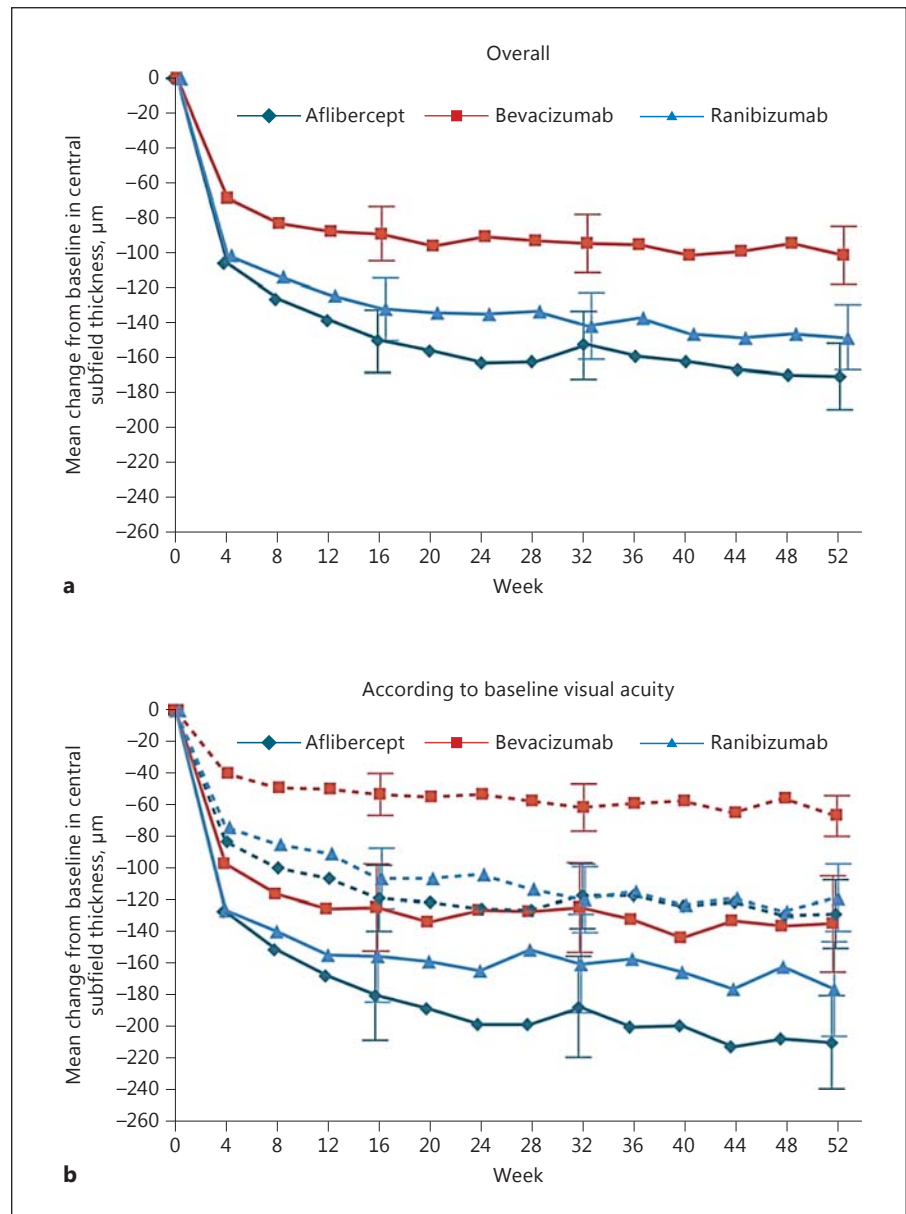 Overall
Aflibercept Bevacizumab Ranibizumab
Mean change from baseline in central
subfield thickness, μm
0
–20
–40
–60
–80
–100
–120
–140
–160
–180
–200
–220
–240
–260
0 4 8 12 16 20 24 28 32 36 40 44 48 52
Week
a
According to baseline visual acuity
Aflibercept Bevacizumab Ranibizumab
Mean change from baseline in central
subfield thickness, μm
0
–20
–40
–60
–80
–100
–120
–140
–160
–180
–200
–220
–240
–260
0 4 8 12 16 20 24 28 32 36 40 44 48 52
Week
b